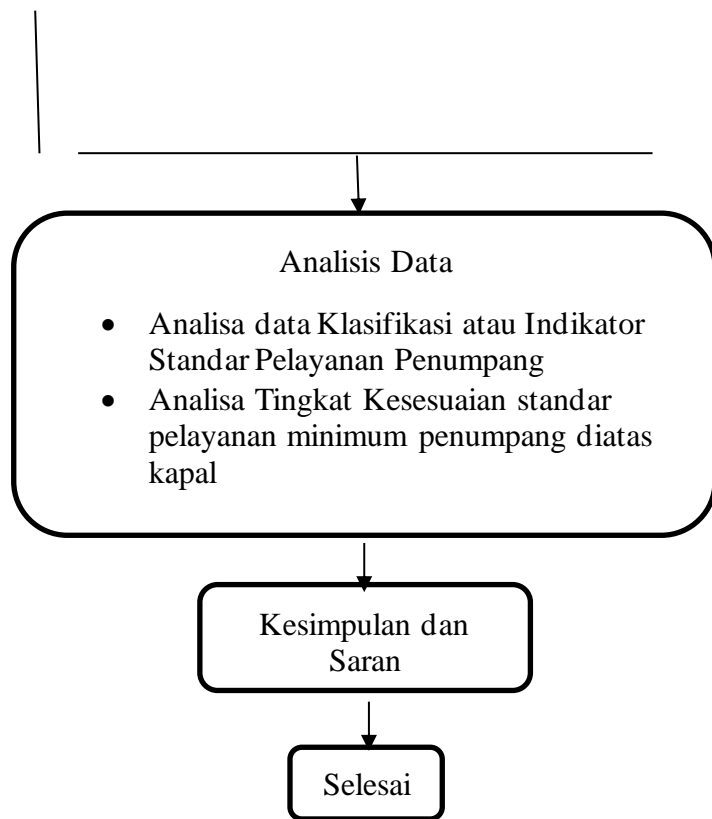 Analisis Data
• Analisa data Klasifikasi atau Indikator
Standar Pelayanan Penumpang
• Analisa Tingkat Kesesuaian standar
pelayanan minimum penumpang diatas
kapal
Kesimpulan dan
Saran
Selesai